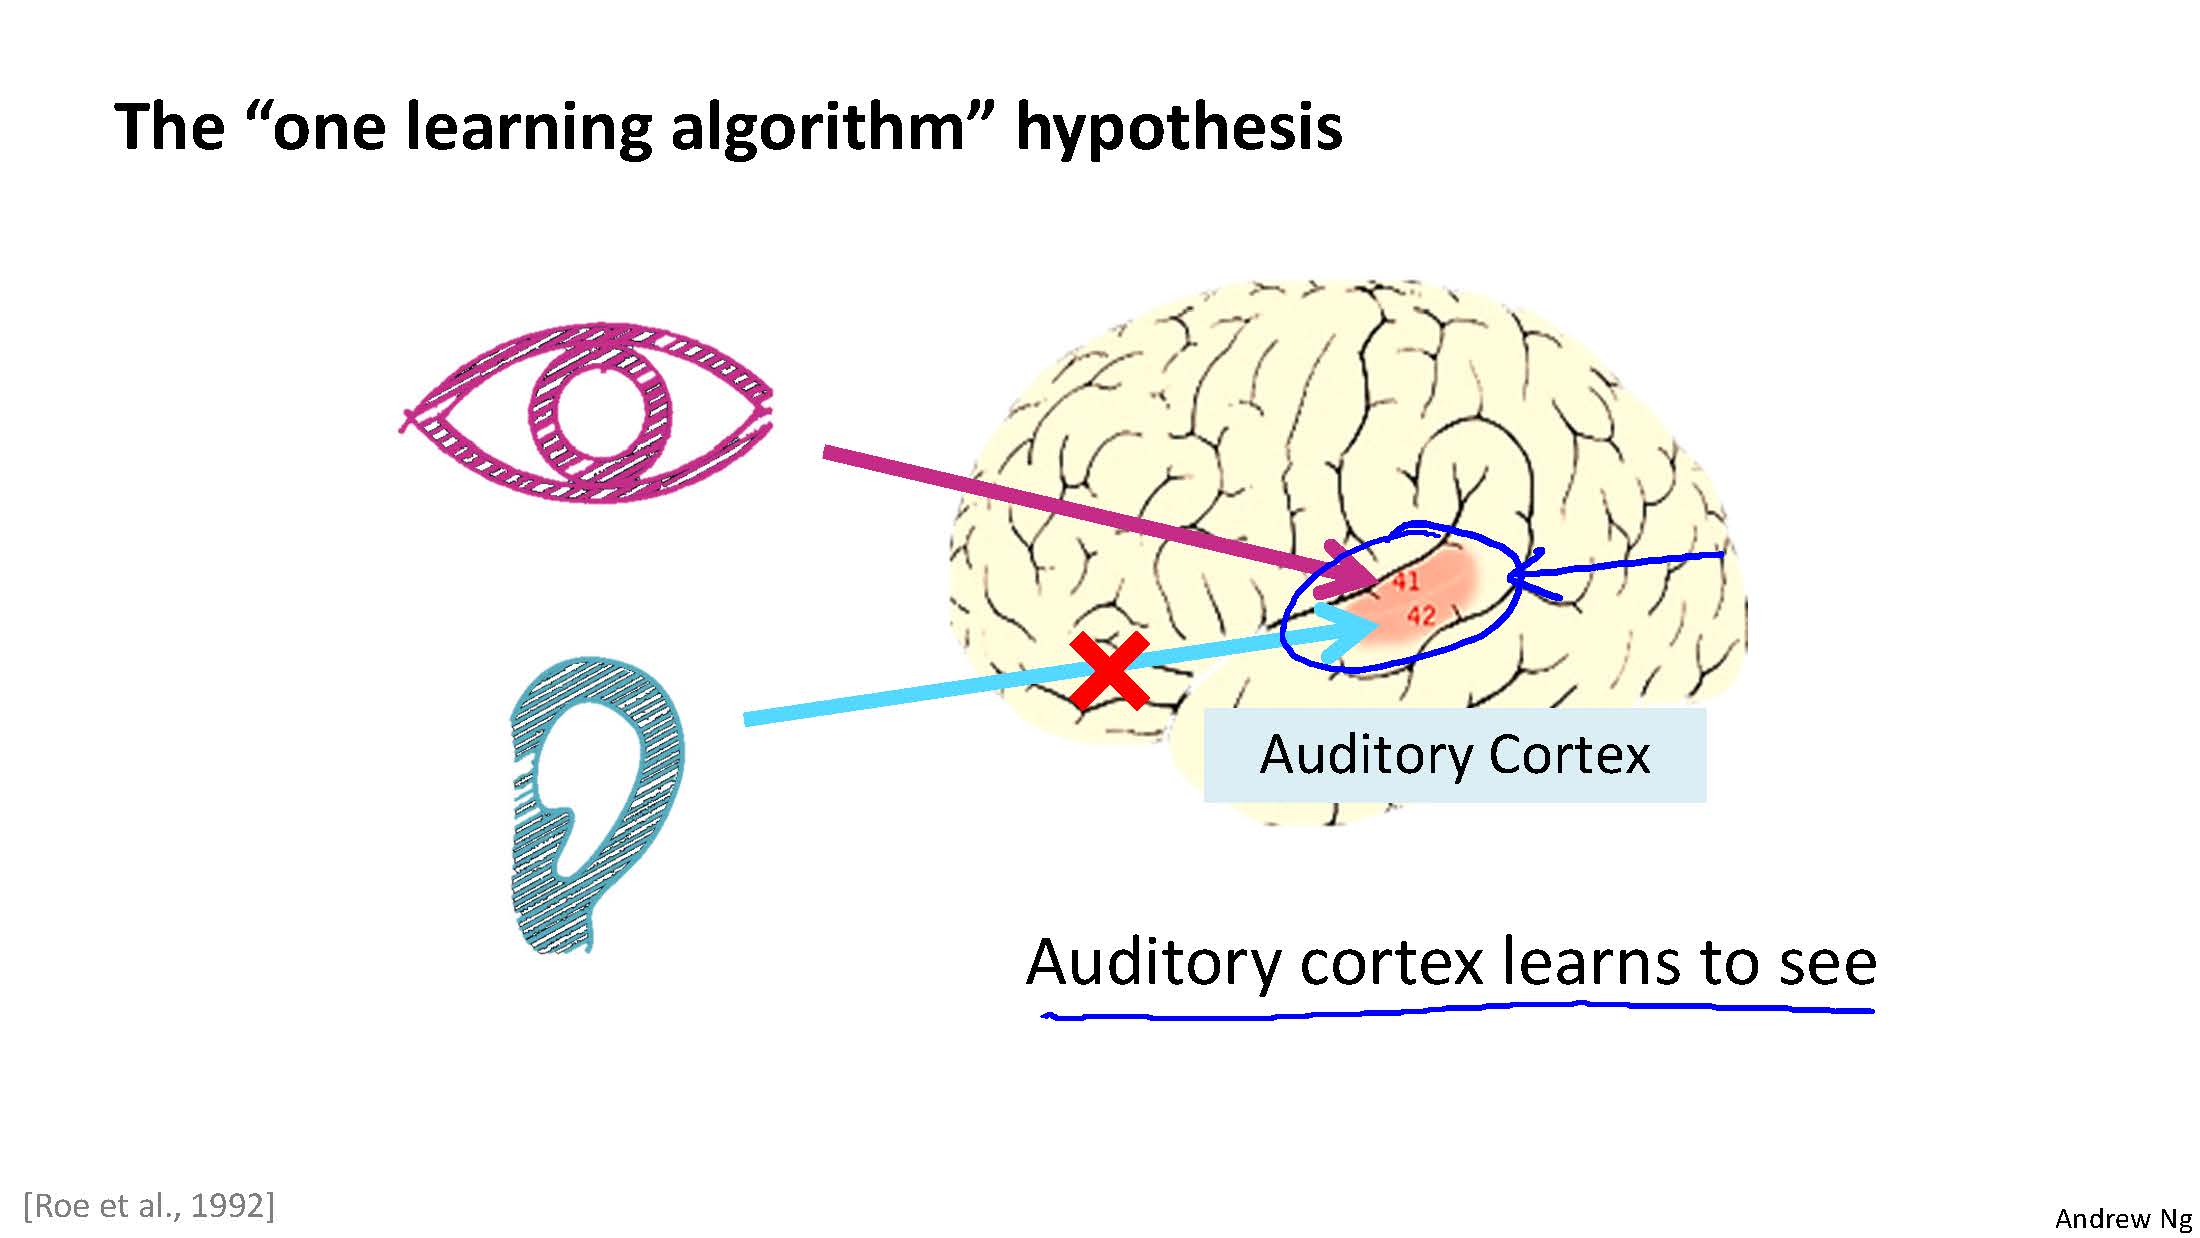 The “one learning algorithm” hypothesis
41
42
Auditory Cortex
Auditory cortex learns to see
[Roe et al., 1992]
Andrew Ng